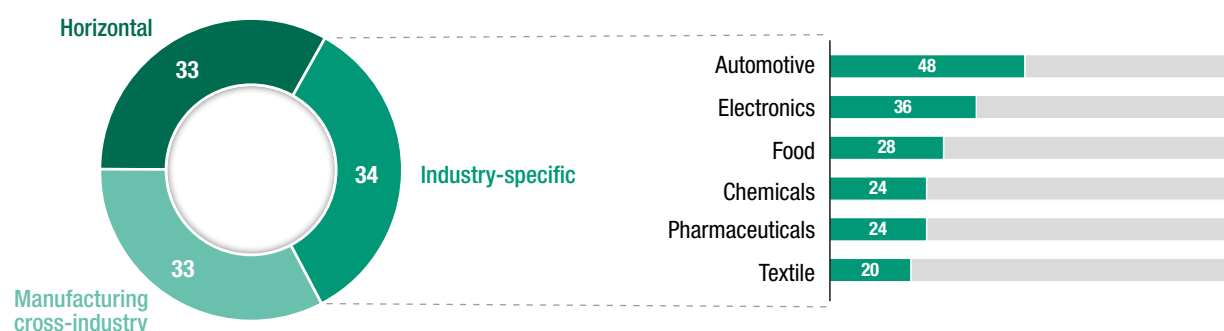 Horizontal
33
34
Industry-specific
33
Manufacturing
cross-industry
Automotive
48
Electronics
36
Food
28
Chemicals
24
Pharmaceuticals
24
Textile
20